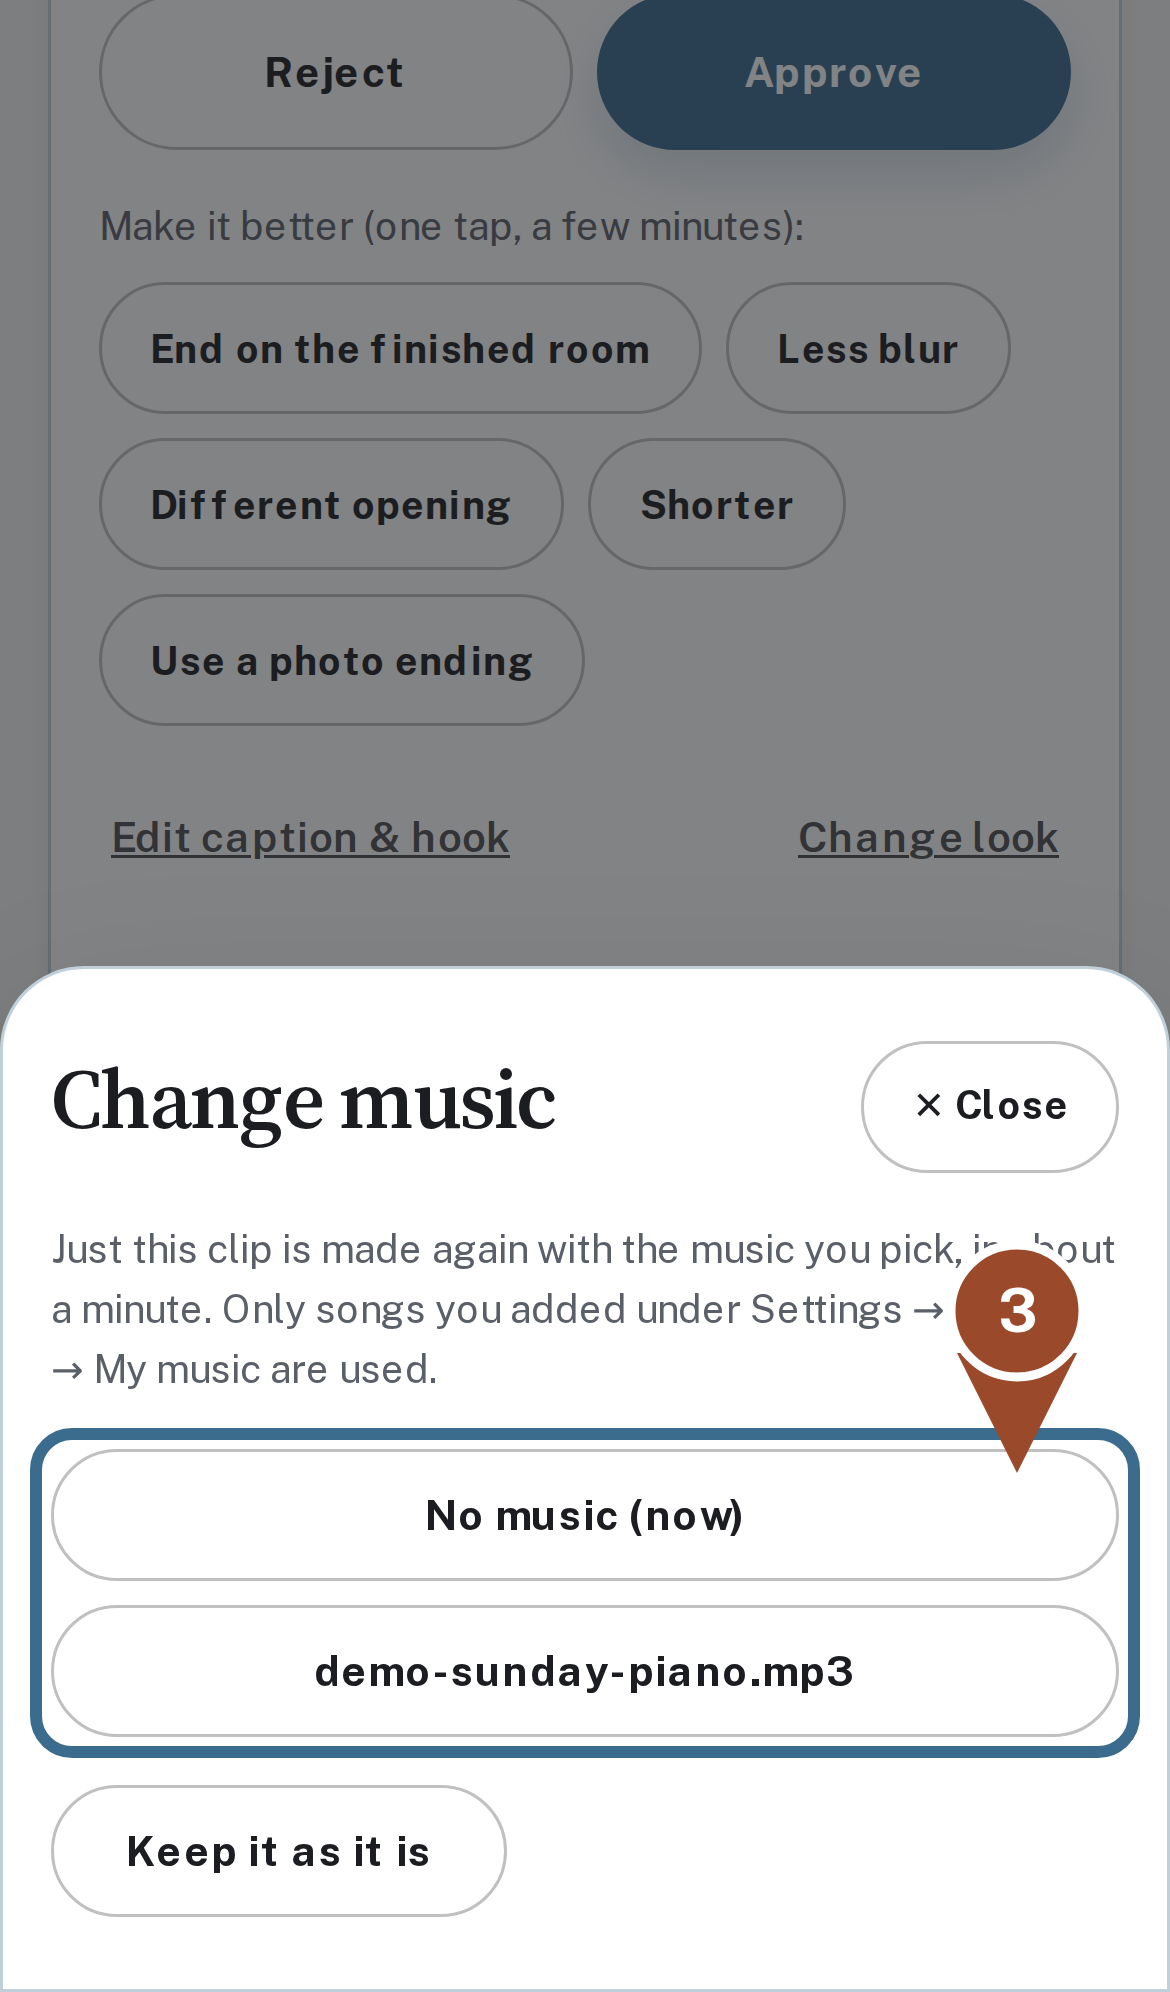 Reject
Approve
Make it better (one tap, a few minutes):
End on the finished room
Less blur
Different opening
Shorter
Use a photo ending
Edit caption & hook
Change look
Change music
✕ Close
Just this clip is made again with the music you pick,
a minute. Only songs you added under Settings →
→ My music are used.
3
No music (now)
demo-sunday-piano.mp3
Keep it as it is